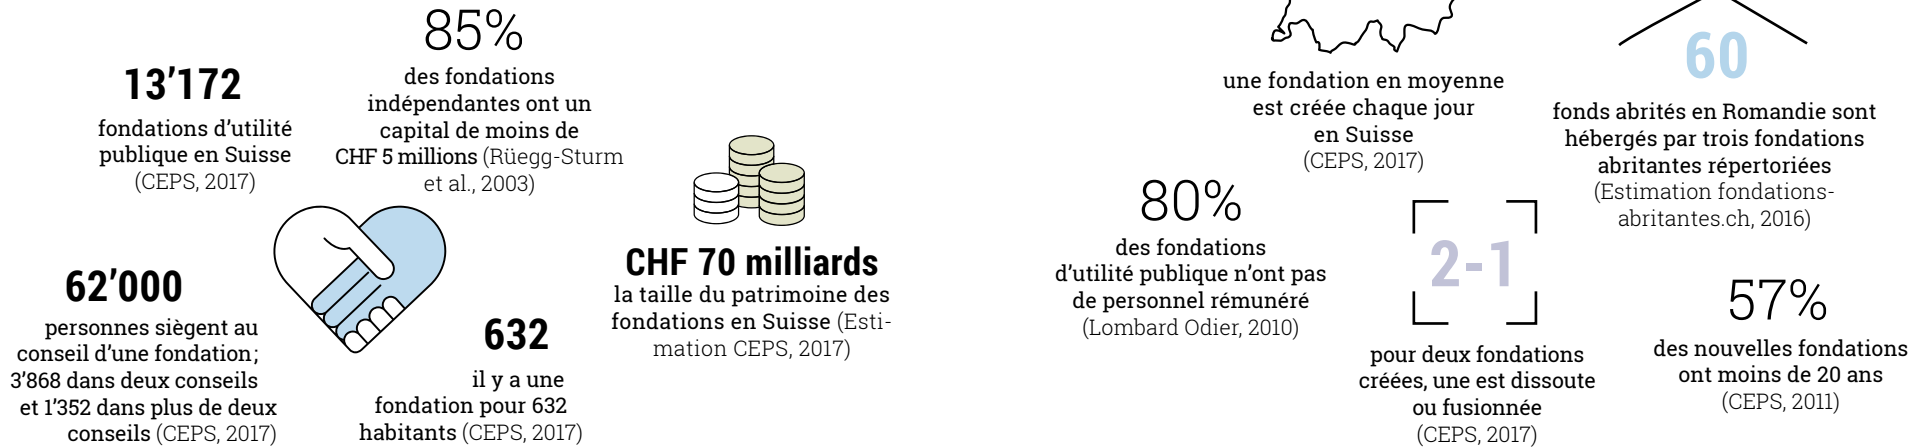 13’172
fondations d’utilité
publique en Suisse
(CEPS, 2017)
85%
des fondations
indépendantes ont un
capital de moins de
CHF 5 millions (Rüegg-Sturm
et al., 2003)
62’000
personnes siègent au
conseil d’une fondation;
3’868 dans deux conseils
et 1’352 dans plus de deux
conseils (CEPS, 2017)
632
il y a une
fondation pour 632
habitants (CEPS, 2017)
CHF 70 milliards
la taille du patrimoine des
fondations en Suisse (Esti-
mation CEPS, 2017)
une fondation en moyenne
est créée chaque jour
en Suisse
(CEPS, 2017)
60
fonds abrités en Romandie sont
hébergés par trois fondations
abritantes répertoriées
(Estimation fondations-
abritantes.ch, 2016)
80%
des fondations
d’utilité publique n’ont pas
de personnel rémunéré
(Lombard Odier, 2010)
2-1
pour deux fondations
créées, une est dissoute
ou fusionnée
(CEPS, 2017)
57%
des nouvelles fondations
ont moins de 20 ans
(CEPS, 2011)